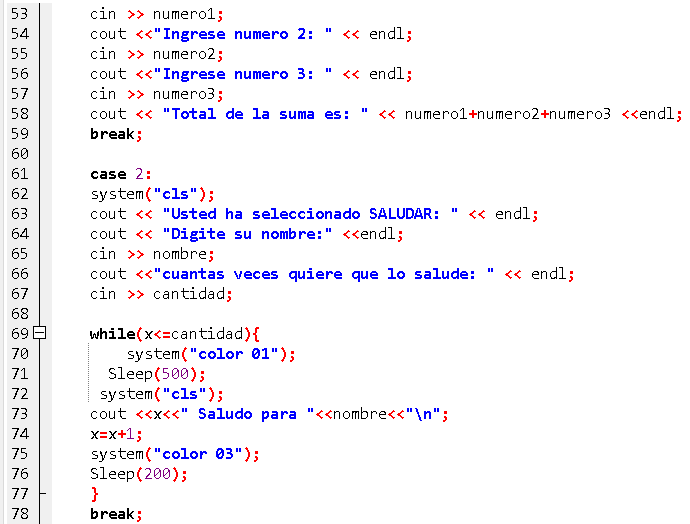 53 cin >> numero1;
54 cout <<"Ingrese numero 2: " << endl;
55 cin >> numero2;
56 cout <<"Ingrese numero 3: " << endl;
57 cin >> numero3;
58 cout << "Total de la suma es: " << numero1+numero2+numero3 <<endl;
59 break;
60
61 case 2:
62 system("cls");
63 cout << "Usted ha seleccionado SALUDAR: " << endl;
64 cout << "Digite su nombre:" <<endl;
65 cin >> nombre;
66 cout <<"cuantas veces quiere que lo salude: " << endl;
67 cin >> cantidad;
68
69 while(x<=cantidad){
70 system("color 01");
71 Sleep(500);
72 system("cls");
73 cout <<x<<" Saludo para "<<nombre<<"\n";
74 x=x+1;
75 system("color 03");
76 Sleep(200);
77 }
78 break;